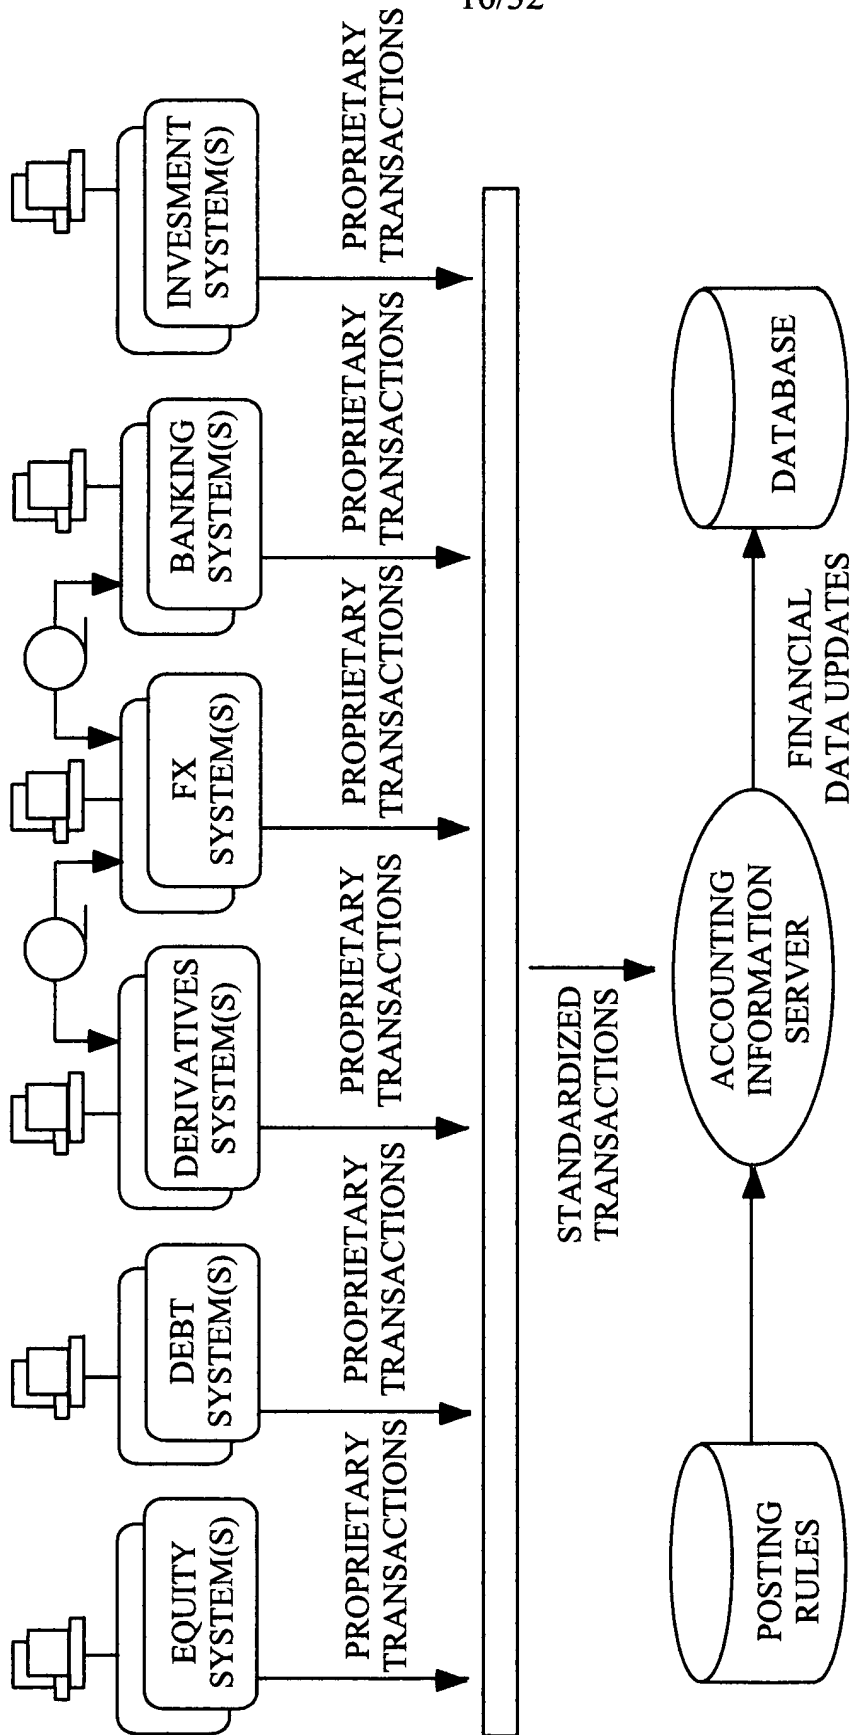 16/32
EQUITY
SYSTEM(S)
DEBT
SYSTEM(S)
DERIVATIVES
SYSTEM(S)
FX
SYSTEM(S)
BANKING
SYSTEM(S)
INVESMENT
SYSTEM(S)
PROPRIETARY
TRANSACTIONS
PROPRIETARY
TRANSACTIONS
PROPRIETARY
TRANSACTIONS
PROPRIETARY
TRANSACTIONS
PROPRIETARY
TRANSACTIONS
PROPRIETARY
TRANSACTIONS
STANDARDIZED
TRANSACTIONS
POSTING
RULES
ACCOUNTING
INFORMATION
SERVER
FINANCIAL
DATA UPDATES
DATABASE